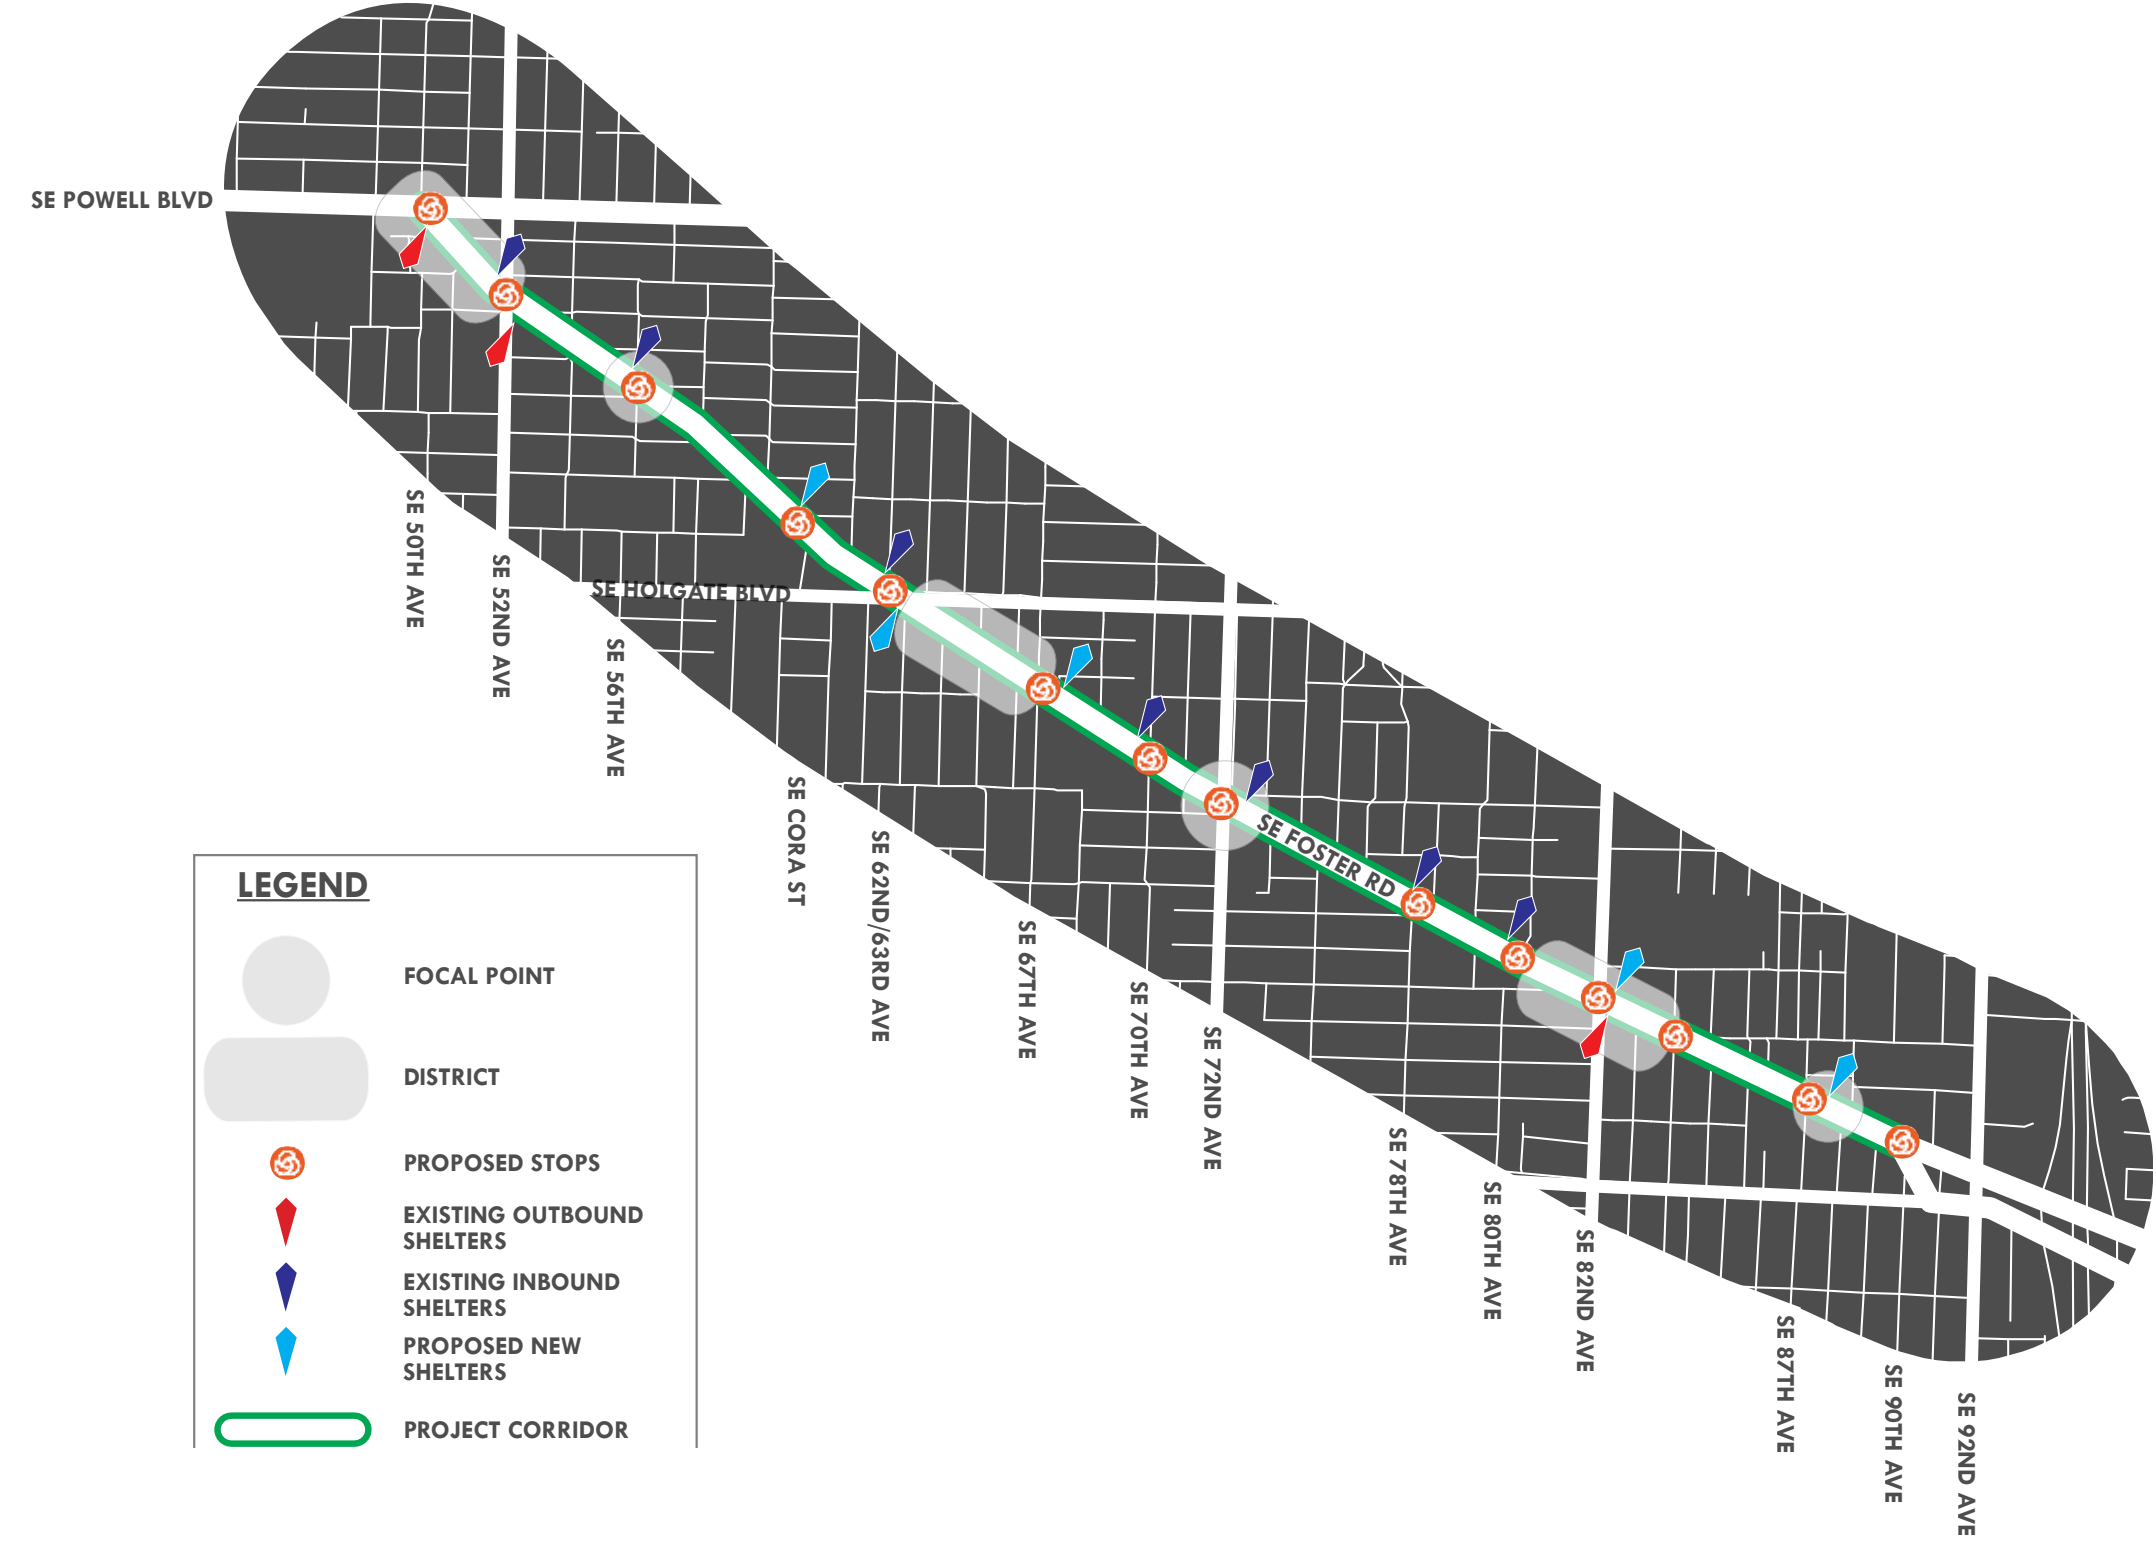 SE POWELL BLVD
SE 50TH AVE
SE 52ND AVE
SE HOLGATE BLVD
SE 56TH AVE
SE CORA ST
SE 62ND/63RD AVE
SE FOSTER RD
SE 67TH AVE
SE 70TH AVE
SE 72ND AVE
SE 78TH AVE
SE 80TH AVE
SE 82ND AVE
SE 87TH AVE
SE 90TH AVE
SE 92ND AVE
LEGEND
FOCAL POINT
DISTRICT
PROPOSED STOPS
EXISTING OUTBOUND
SHELTERS
EXISTING INBOUND
SHELTERS
PROPOSED NEW
SHELTERS
PROJECT CORRIDOR